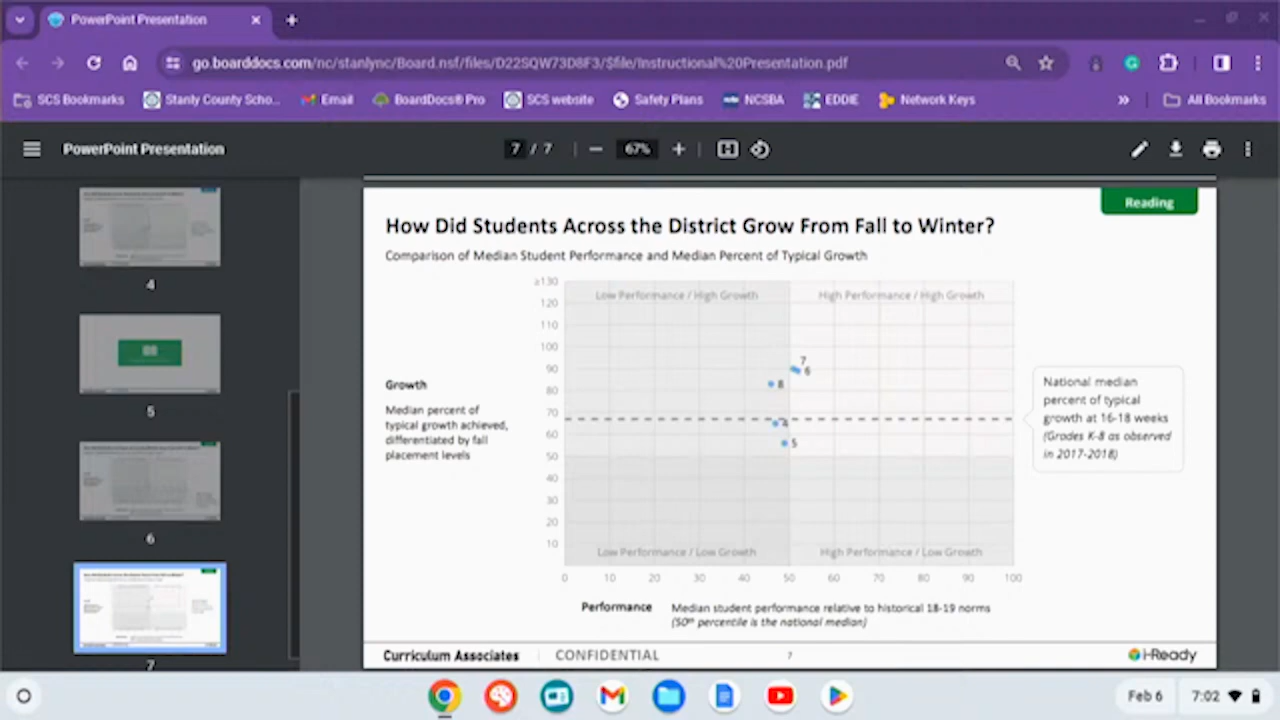 PowerPoint Presentation
go.boarddocs.com/nc/stanlync/Board.nsf/files/D22SQW73D8F3/$file/Instructional%20Presentation.pdf
SCS Bookmarks
Stanly County Scho...
Email
BoardDocs® Pro
SCS website
Safety Plans
NCSBA
EDDIE
Network Keys
All Bookmarks
PowerPoint Presentation
7 / 7
67%
4
5
6
7
Reading
How Did Students Across the District Grow From Fall to Winter?
Comparison of Median Student Performance and Median Percent of Typical Growth
≥130
120
110
100
90
80
70
60
50
40
30
20
10
Low Performance / High Growth
High Performance / High Growth
7
6
8
4
5
Low Performance / Low Growth
High Performance / Low Growth
0 10 20 30 40 50 60 70 80 90 100
Growth
Median percent of
typical growth achieved,
differentiated by fall
placement levels
National median
percent of typical
growth at 16-18 weeks
(Grades K-8 as observed
in 2017-2018)
Performance
Median student performance relative to historical 18-19 norms
(50th percentile is the national median)
Curriculum Associates
CONFIDENTIAL
7
i-Ready
Feb 6
7:02